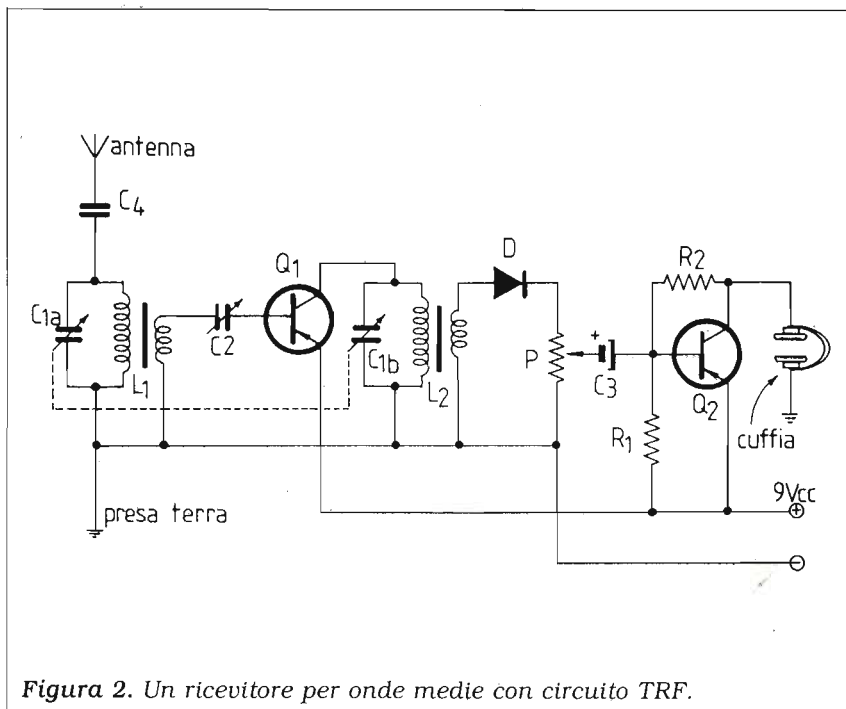 antenna
C4
Q1
D
R2
C1a
C2
C1b
P
+
C3
L1
L2
Q2
R1
cuffia
9Vcc
+
presa terra
−
Figura 2. Un ricevitore per onde medie con circuito TRF.